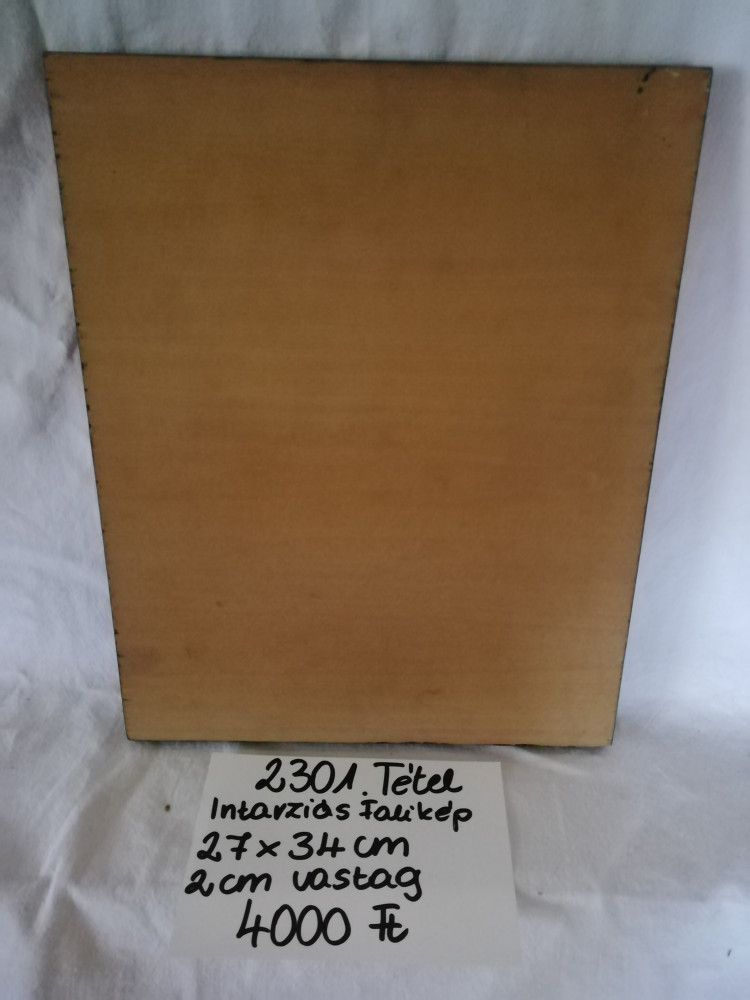 2301. Tétel
Intarziás Falikép
27 x 34 cm
2 cm vastag
4000 Ft